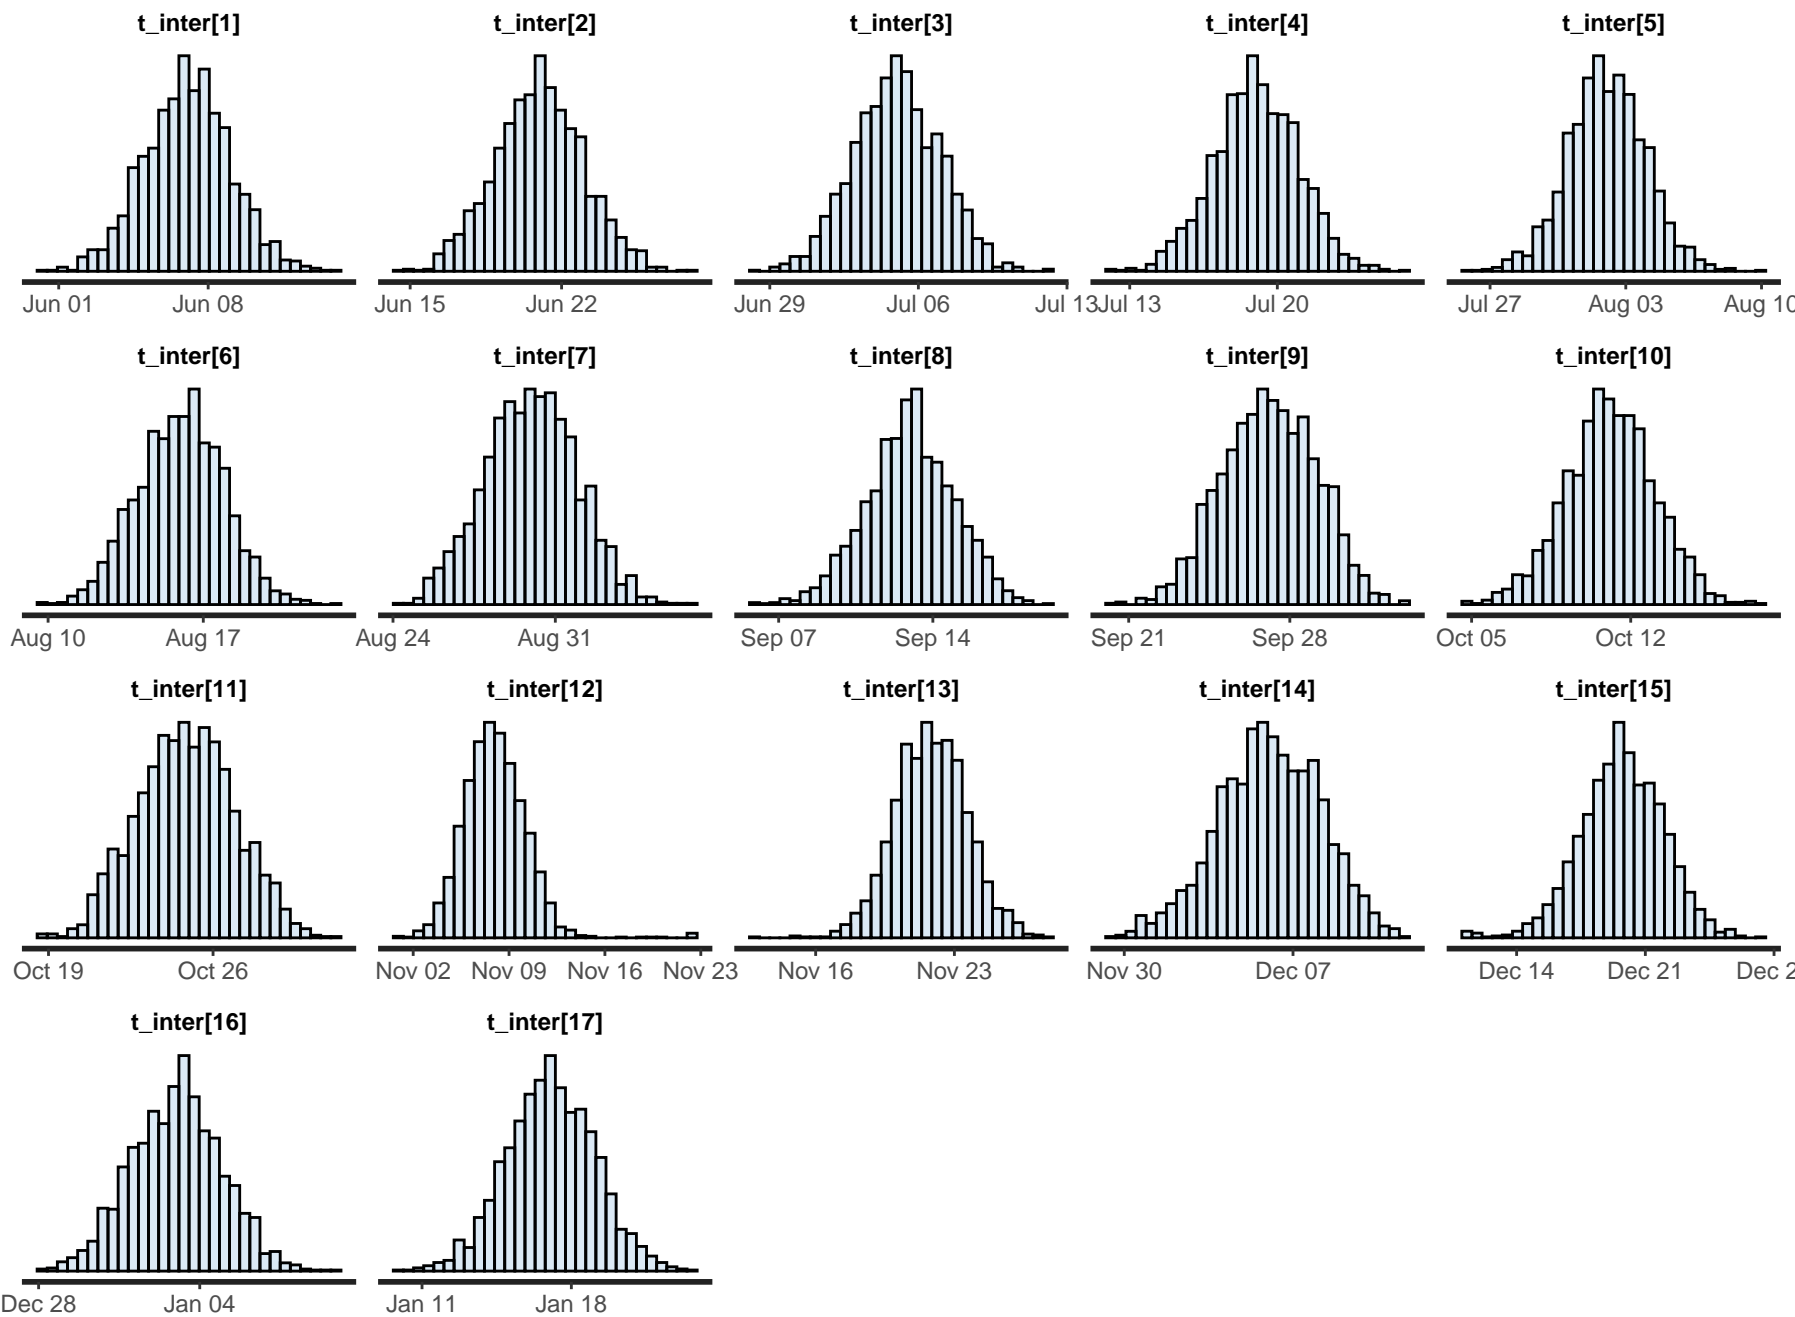 t_inter[1] t_inter[2] t_inter[3] t_inter[4] t_inter[5]
Jun 01 Jun 08 Jun 15 Jun 22 Jun 29 Jul 06 Jul 13 Jul 13 Jul 20 Jul 27 Aug 03 Aug 10
t_inter[6] t_inter[7] t_inter[8] t_inter[9] t_inter[10]
Aug 10 Aug 17 Aug 24 Aug 31 Sep 07 Sep 14 Sep 21 Sep 28 Oct 05 Oct 12
t_inter[11] t_inter[12] t_inter[13] t_inter[14] t_inter[15]
Oct 19 Oct 26 Nov 02 Nov 09 Nov 16 Nov 23 Nov 16 Nov 23 Nov 30 Dec 07 Dec 14 Dec 21 Dec 2
t_inter[16] t_inter[17]
Dec 28 Jan 04 Jan 11 Jan 18